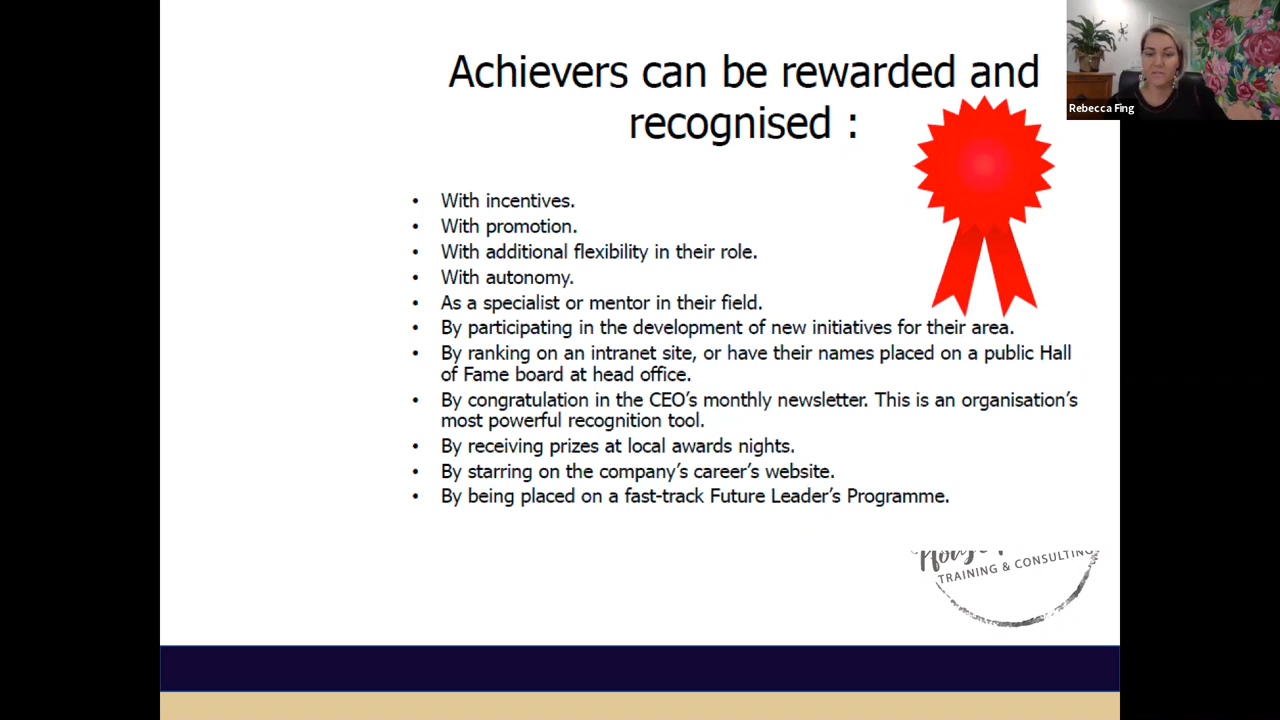 Achievers can be rewarded and
recognised :
Rebecca Fing
• With incentives.
• With promotion.
• With additional flexibility in their role.
• With autonomy.
• As a specialist or mentor in their field.
• By participating in the development of new initiatives for their area.
• By ranking on an intranet site, or have their names placed on a public Hall
of Fame board at head office.
• By congratulation in the CEO’s monthly newsletter. This is an organisation’s
most powerful recognition tool.
• By receiving prizes at local awards nights.
• By starring on the company’s career’s website.
• By being placed on a fast-track Future Leader’s Programme.
TRAINING & CONSULTING